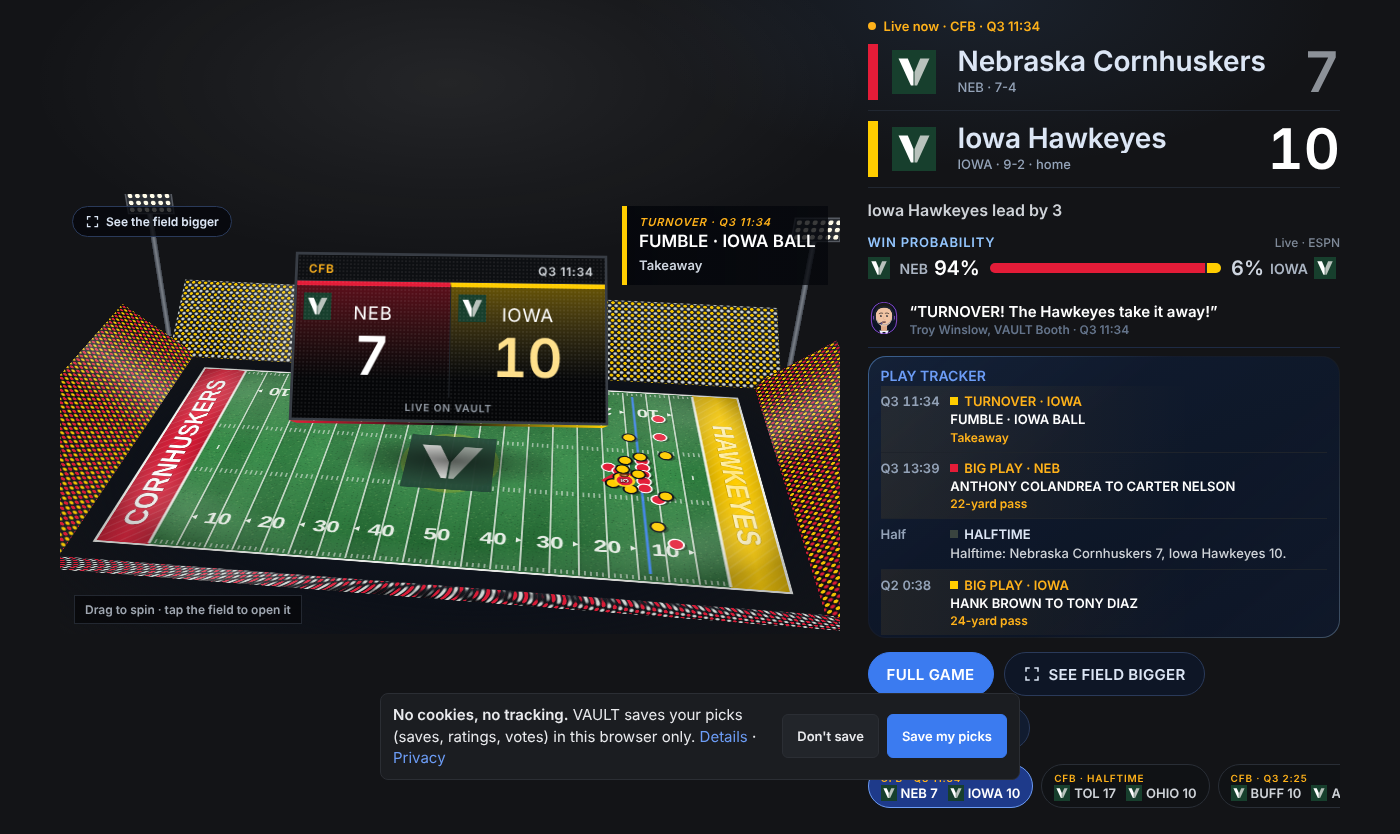 Live now · CFB · Q3 11:34
Nebraska Cornhuskers 7
NEB · 7-4
Iowa Hawkeyes 10
IOWA · 9-2 · home
Iowa Hawkeyes lead by 3
WIN PROBABILITY Live · ESPN
NEB 94% 6% IOWA
“TURNOVER! The Hawkeyes take it away!”
Troy Winslow, VAULT Booth · Q3 11:34
PLAY TRACKER
Q3 11:34 TURNOVER · IOWA
FUMBLE · IOWA BALL
Takeaway
Q3 13:39 BIG PLAY · NEB
ANTHONY COLANDREA TO CARTER NELSON
22-yard pass
Half HALFTIME
Halftime: Nebraska Cornhuskers 7, Iowa Hawkeyes 10.
Q2 0:38 BIG PLAY · IOWA
HANK BROWN TO TONY DIAZ
24-yard pass
FULL GAME SEE FIELD BIGGER
See the field bigger
TURNOVER · Q3 11:34
FUMBLE · IOWA BALL
Takeaway
CFB Q3 11:34
NEB IOWA
7 10
LIVE ON VAULT
CORNHUSKERS
HAWKEYES
10 10
10 20 30 40 50 40 30 20 10
Drag to spin · tap the field to open it
No cookies, no tracking. VAULT saves your picks
(saves, ratings, votes) in this browser only. Details ·
Privacy
Don't save Save my picks
CFB · Q3 11:34
NEB 7 IOWA 10
CFB · HALFTIME
TOL 17 OHIO 10
CFB · Q3 2:25
BUFF 10 A